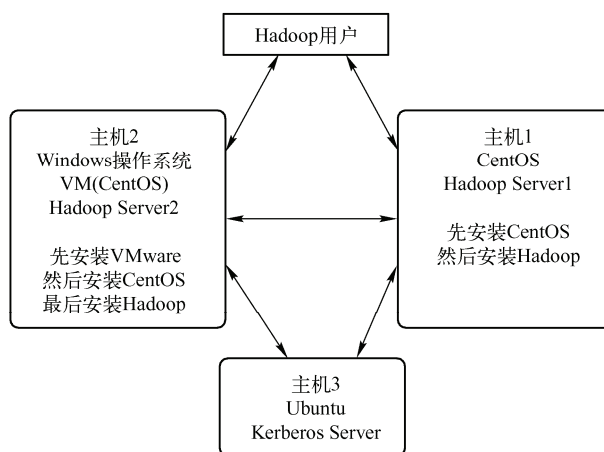 Hadoop用户
主机2
Windows操作系统
VM(CentOS)
Hadoop Server2
先安装VMware
然后安装CentOS
最后安装Hadoop
主机1
CentOS
Hadoop Server1
先安装CentOS
然后安装Hadoop
主机3
Ubuntu
Kerberos Server